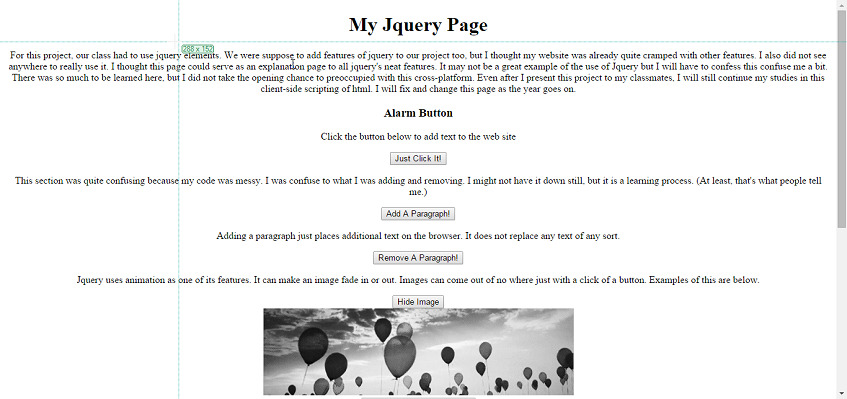 My Jquery Page
288 x 152
For this project, our class had to use jquery elements. We were suppose to add features of jquery to our project too, but I thought my website was already quite cramped with other features. I also did not see
anywhere to really use it. I thought this page could serve as an explanation page to all jquery's neat features. It may not be a great example of the use of Jquery but I will have to confess this confuse me a bit.
There was so much to be learned here, but I did not take the opening chance to preoccupied with this cross-platform. Even after I present this project to my classmates, I will still continue my studies in this
client-side scripting of html. I will fix and change this page as the year goes on.
Alarm Button
Click the button below to add text to the web site
Just Click It!
This section was quite confusing because my code was messy. I was confuse to what I was adding and removing. I might not have it down still, but it is a learning process. (At least, that's what people tell
me.)
Add A Paragraph!
Adding a paragraph just places additional text on the browser. It does not replace any text of any sort.
Remove A Paragraph!
Jquery uses animation as one of its features. It can make an image fade in or out. Images can come out of no where just with a click of a button. Examples of this are below.
Hide Image